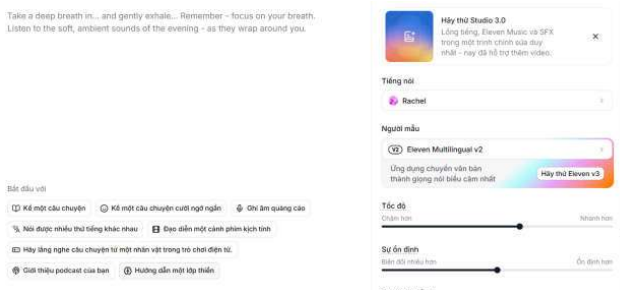 Take a deep breath in... and gently exhale... Remember - focus on your breath.
Listen to the soft, ambient sounds of the evening - as they wrap around you.
Bắt đầu với
Kể một câu chuyện
Kể một câu chuyện cười ngớ ngẩn
Ghi âm quảng cáo
Nói được nhiều thứ tiếng khác nhau
Đạo diễn một cảnh phim kịch tính
Hãy lắng nghe câu chuyện từ một nhân vật trong trò chơi điện tử.
Giới thiệu podcast của bạn
Hướng dẫn một lớp thiền
Hãy thử Studio 3.0
Lồng tiếng, Eleven Music và SFX
trong một trình chỉnh sửa duy
nhất - nay đã hỗ trợ thêm video.
Tiếng nói
Rachel
Người mẫu
V2 Eleven Multilingual v2
Ứng dụng chuyển văn bản
thành giọng nói biểu cảm nhất
Hãy thử Eleven v3
Tốc độ
Chậm hơn
Nhanh hơn
Sự ổn định
Biến đổi nhiều hơn
Ổn định hơn